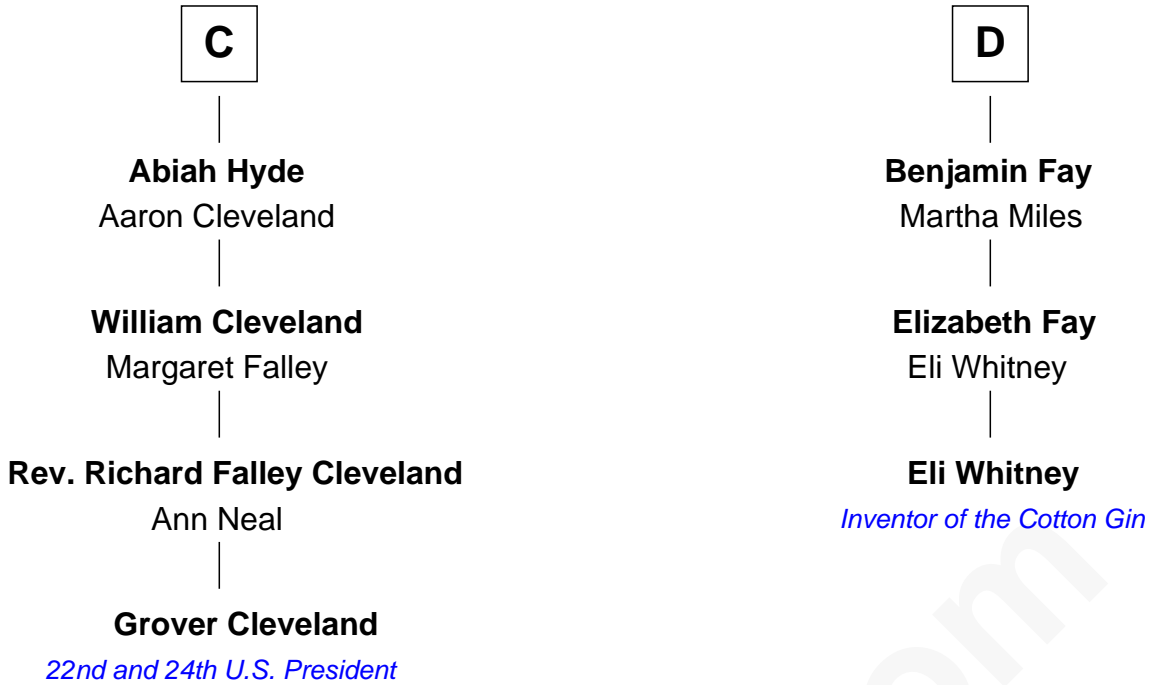 C
Abiah Hyde
Aaron Cleveland
William Cleveland
Margaret Falley
Rev. Richard Falley Cleveland
Ann Neal
Grover Cleveland
22nd and 24th U.S. President
D
Benjamin Fay
Martha Miles
Elizabeth Fay
Eli Whitney
Eli Whitney
Inventor of the Cotton Gin
om